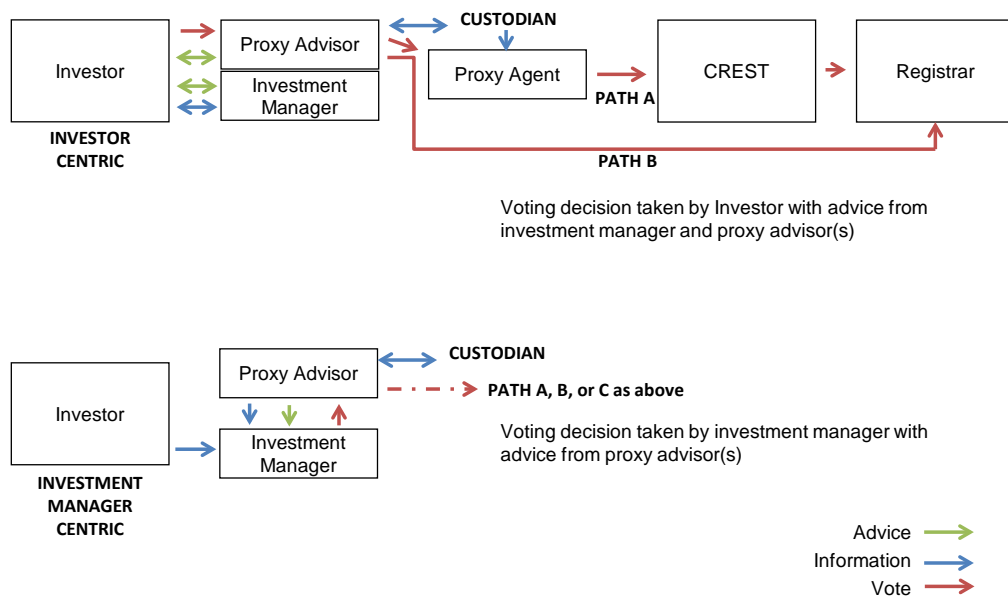 CUSTODIAN
Investor
Proxy Advisor
Investment
Manager
Proxy Agent
CREST
Registrar
PATH A
INVESTOR
CENTRIC
PATH B
Voting decision taken by Investor with advice from
investment manager and proxy advisor(s)
Proxy Advisor
CUSTODIAN
Investor
PATH A, B, or C as above
Investment
Manager
Voting decision taken by investment manager with
advice from proxy advisor(s)
INVESTMENT
MANAGER
CENTRIC
Advice
Information
Vote